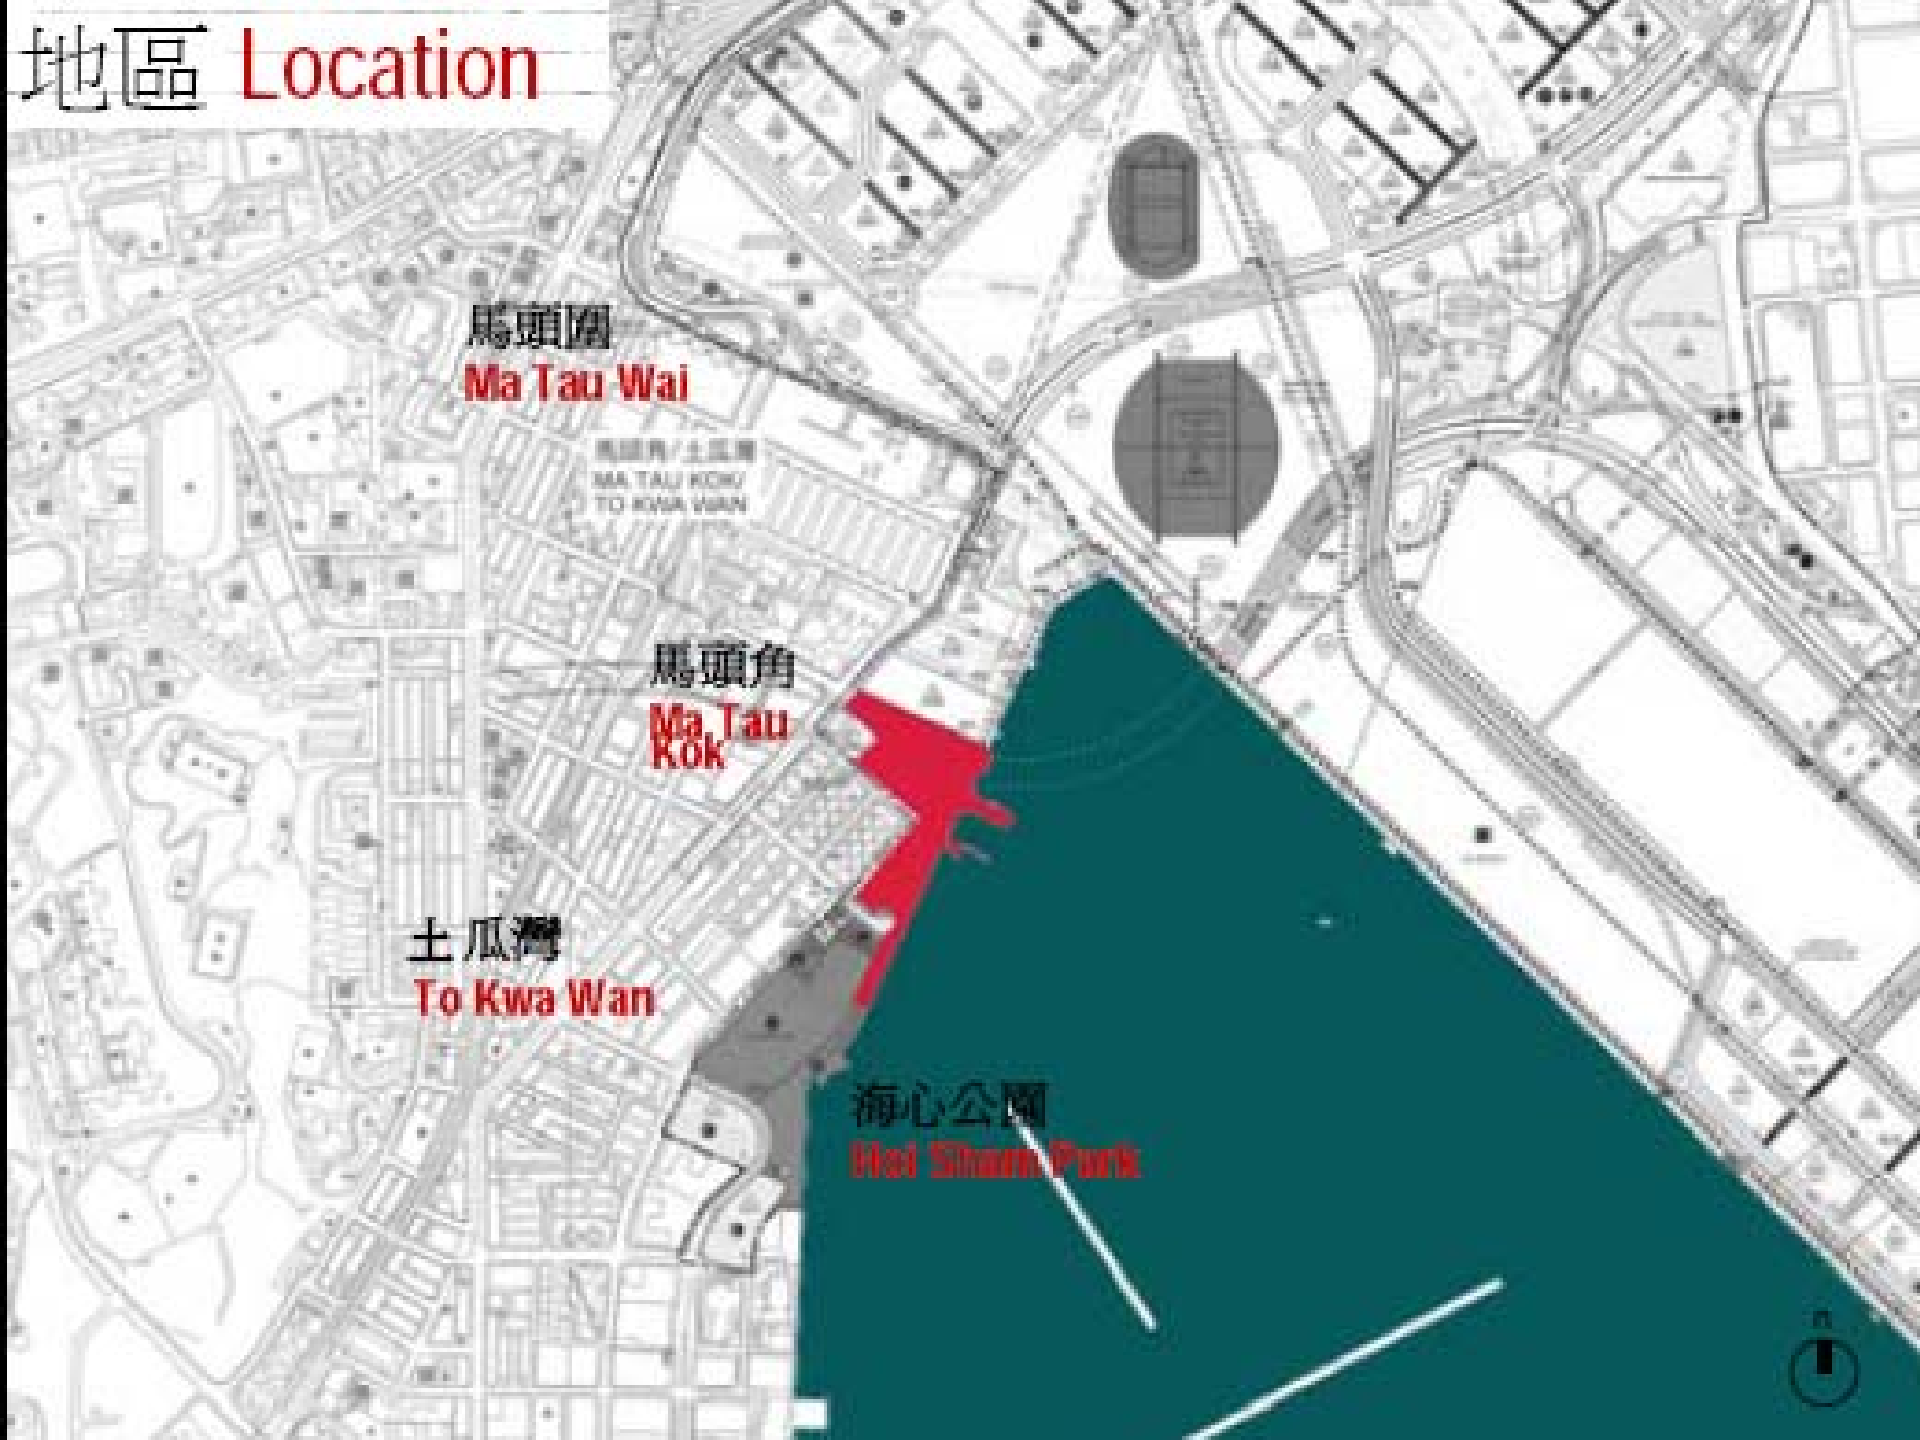 地區 Location
馬頭圍
Ma Tau Wai
馬頭角/土瓜灣
MA TAU KOK/
TO KWA WAN
馬頭角
Ma Tau
Kok
土瓜灣
To Kwa Wan
海心公園
Hoi Sham Park
n